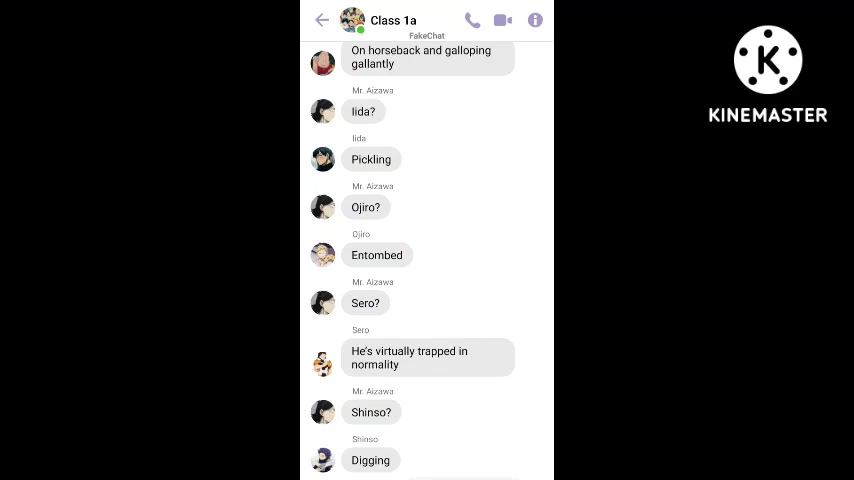 Class 1a
FakeChat
On horseback and galloping
gallantly
Mr. Aizawa
Iida?
Iida
Pickling
Mr. Aizawa
Ojiro?
Ojiro
Entombed
Mr. Aizawa
Sero?
Sero
He's virtually trapped in
normality
Mr. Aizawa
Shinso?
Shinso
Digging
K
KINEMASTER